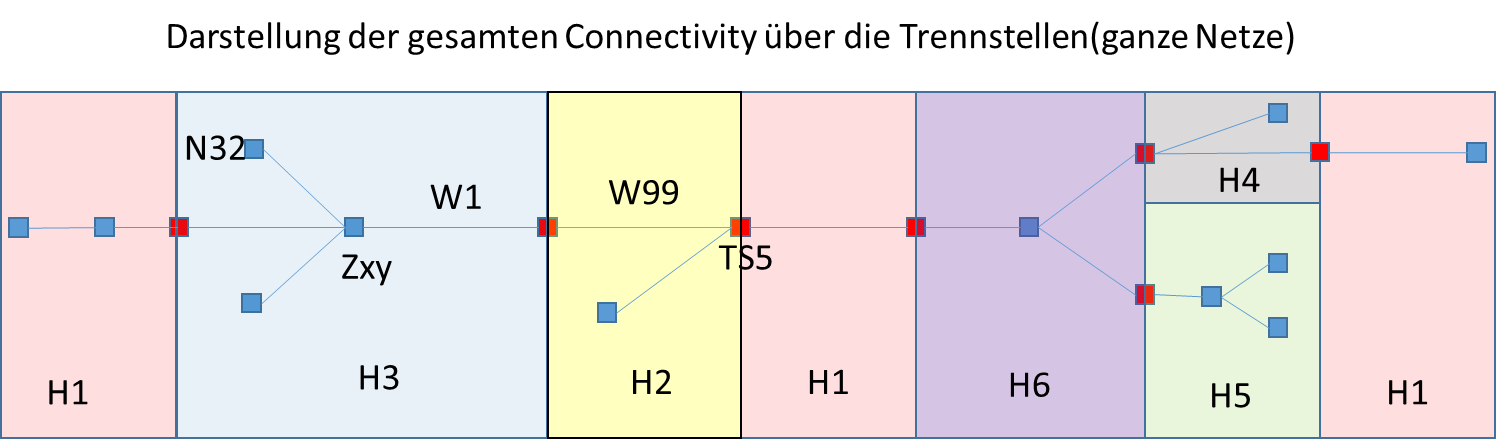 Darstellung der gesamten Connectivity über die Trennstellen(ganze Netze)
N32
W1
W99
H4
Zxy
TS5
H1
H3
H2
H1
H6
H5
H1